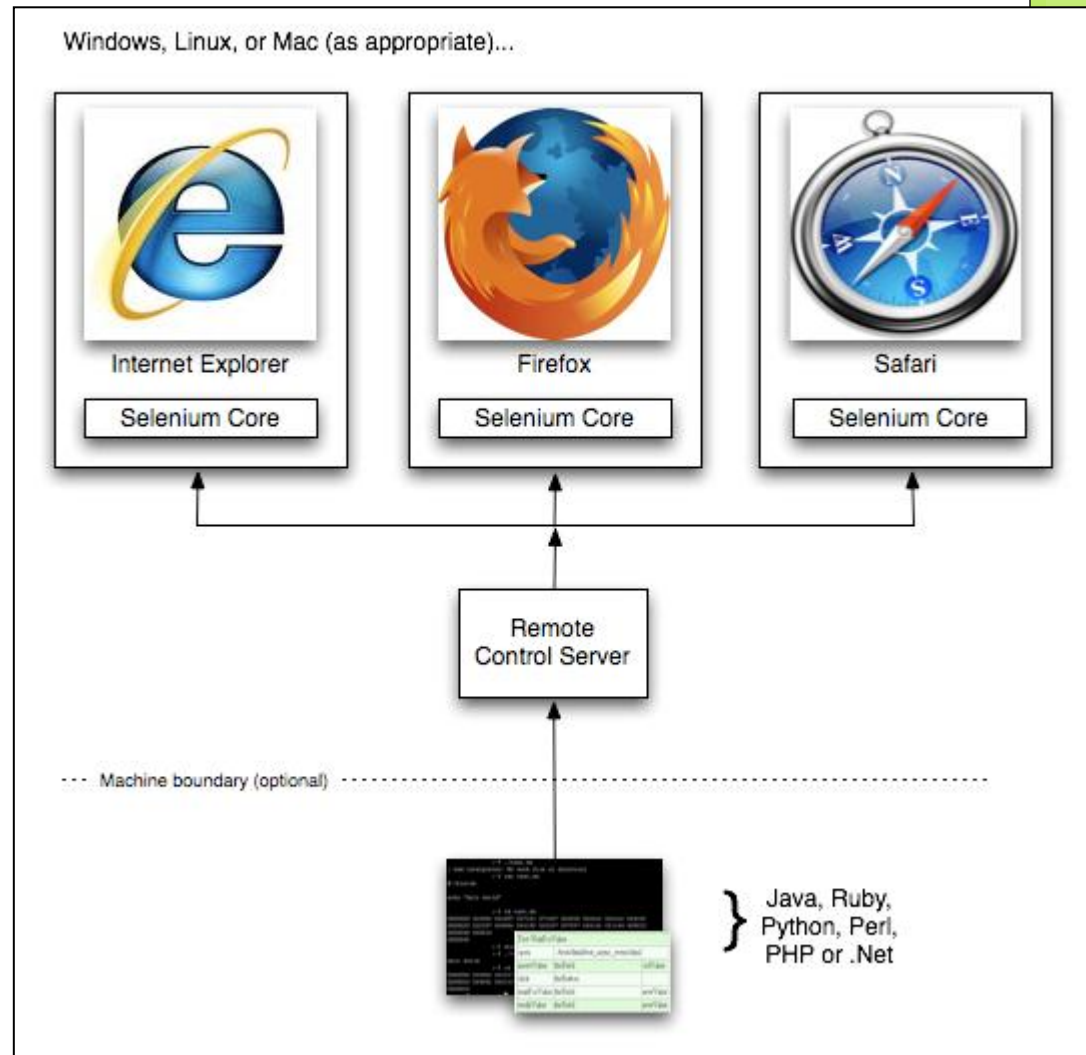 Windows, Linux, or Mac (as appropriate)...
e
N
E
W
S
Internet Explorer
Firefox
Safari
Selenium Core
Selenium Core
Selenium Core
Remote
Control Server
Machine boundary (optional)
Java, Ruby,
Python, Perl,
PHP or .Net